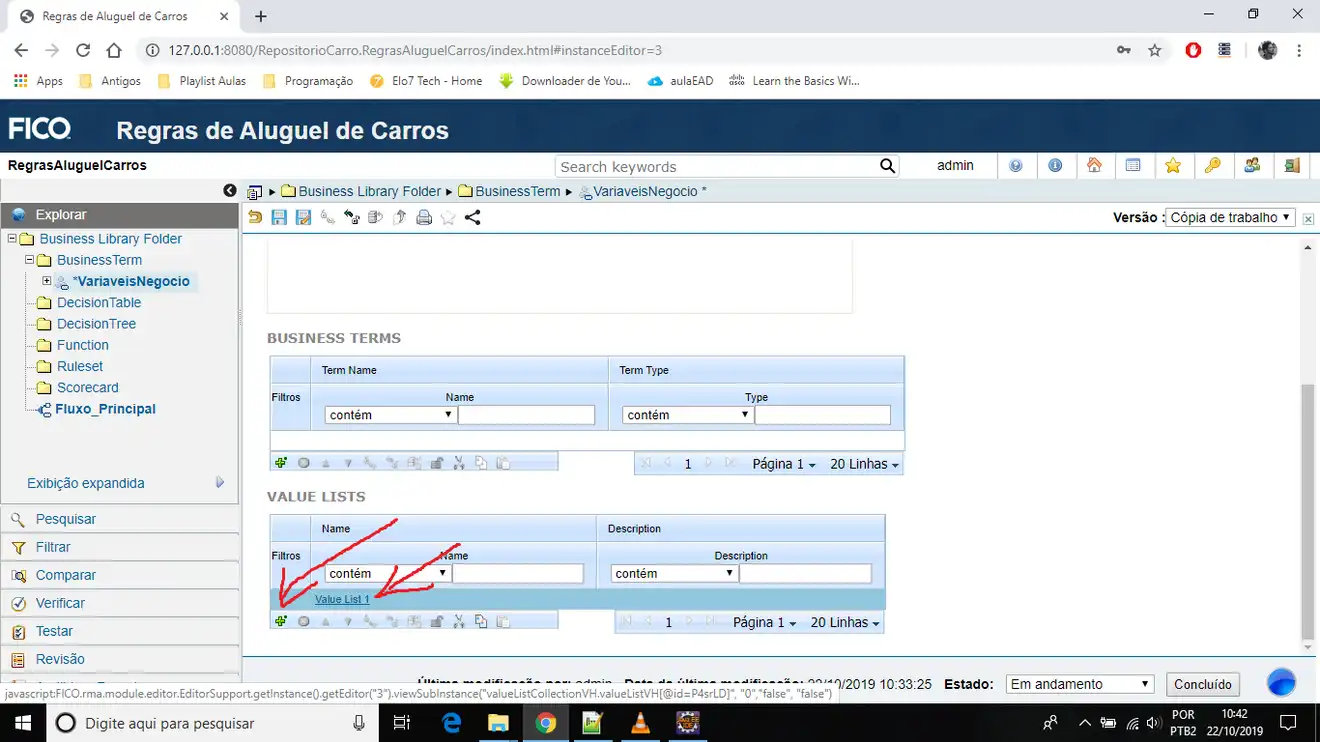 Regras de Aluguel de Carros
127.0.0.1:8080/RepositorioCarro.RegrasAluguelCarros/index.html#instanceEditor=3
Apps Antigos Playlist Aulas Programação Elo7 Tech - Home Downloader de You... aulaEAD Learn the Basics Wi...
FICO Regras de Aluguel de Carros
RegrasAluguelCarros Search keywords admin
Business Library Folder BusinessTerm VariaveisNegocio *
Explorar
Versão : Cópia de trabalho
Business Library Folder
BusinessTerm
*VariaveisNegocio
DecisionTable
DecisionTree
Function
Ruleset
Scorecard
Fluxo_Principal
Exibição expandida
Pesquisar
Filtrar
Comparar
Verificar
Testar
Revisão
BUSINESS TERMS
Term Name Term Type
Filtros Name Type
contém contém
1 Página 1 20 Linhas
VALUE LISTS
Name Description
Filtros Name Description
contém contém
Value List 1
1 Página 1 20 Linhas
Última modificação por: admin Data da última modificação: 22/10/2019 10:33:25 Estado: Em andamento Concluído
javascript:FICO.rma.module.editor.EditorSupport.getInstance().getEditor("3").viewSubInstance("valueListCollectionVH.valueListVH[@id=P4srLD]", "0","false", "false")
Digite aqui para pesquisar
POR
PTB2
10:42
22/10/2019